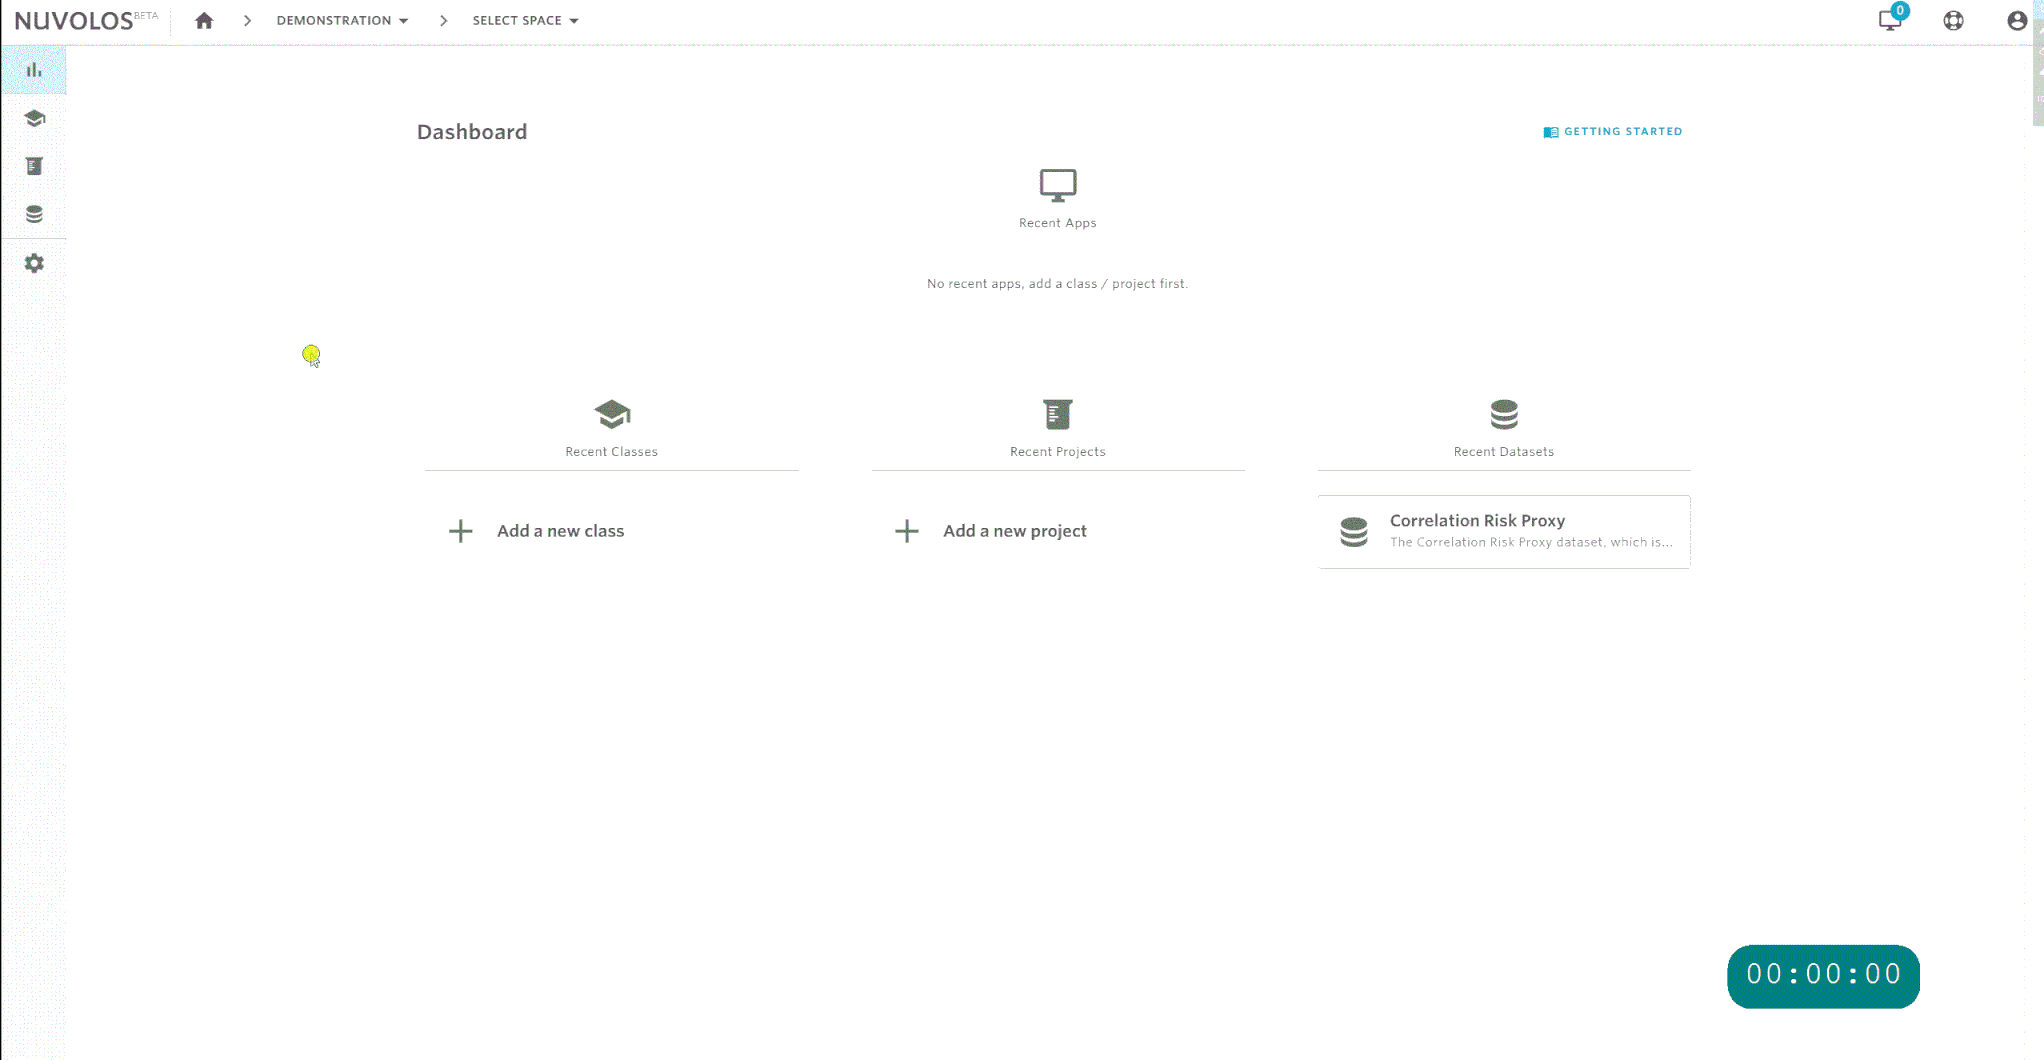 NUVOLOS BETA
DEMONSTRATION
SELECT SPACE
0
Dashboard
GETTING STARTED
Recent Apps
No recent apps, add a class / project first.
Recent Classes
Recent Projects
Recent Datasets
Add a new class
Add a new project
Correlation Risk Proxy
The Correlation Risk Proxy dataset, which is...
00:00:00